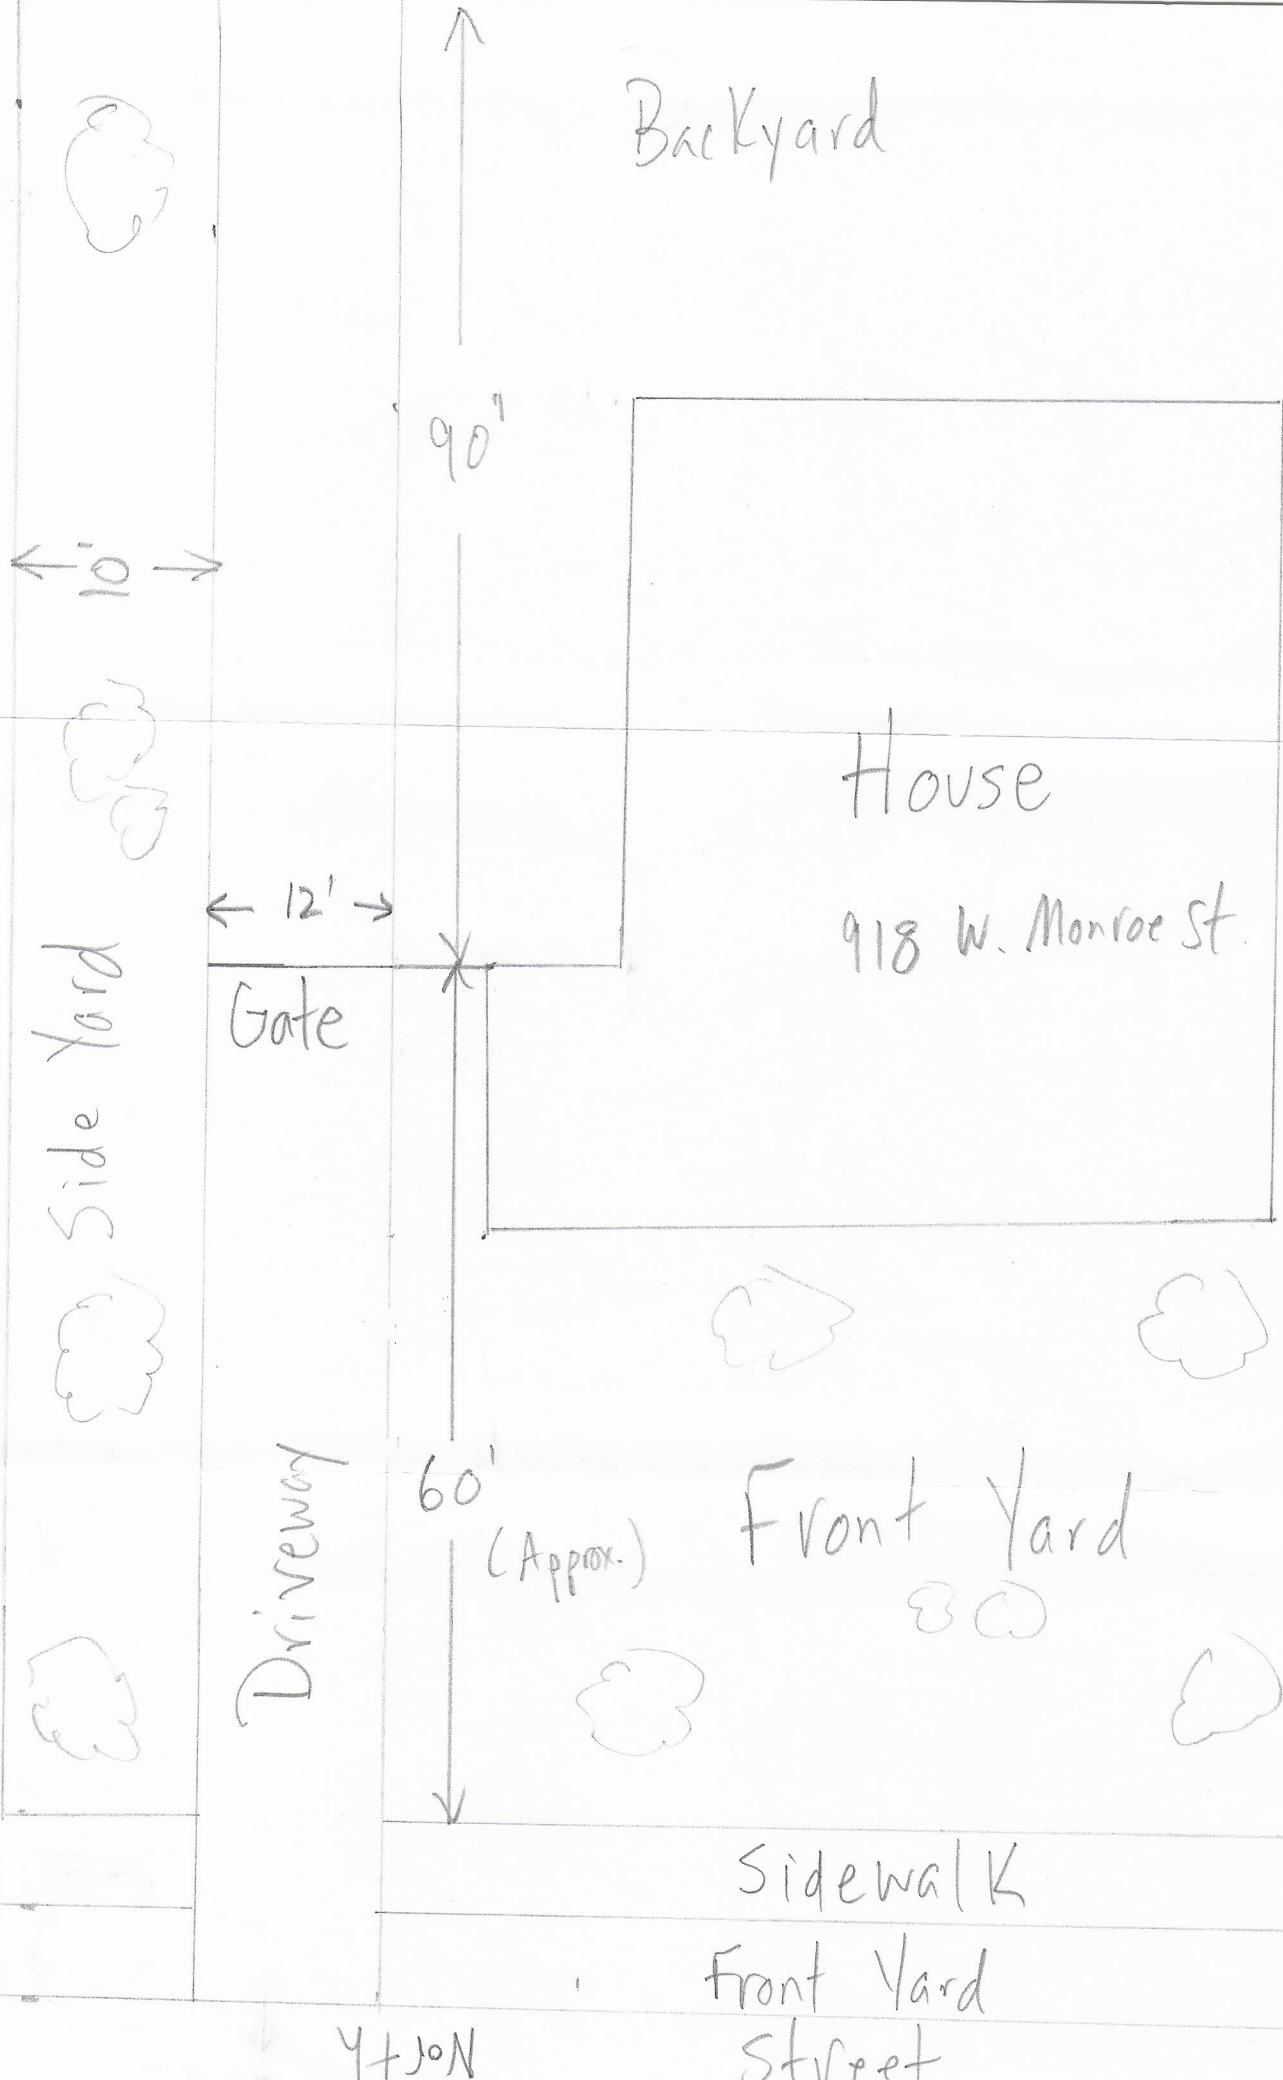 Backyard
90"
10"
House
12'
918 W. Monroe St.
Side Yard
Gate
Driveway
60'
(Approx.)
Front Yard
Sidewalk
Front Yard
North
Street